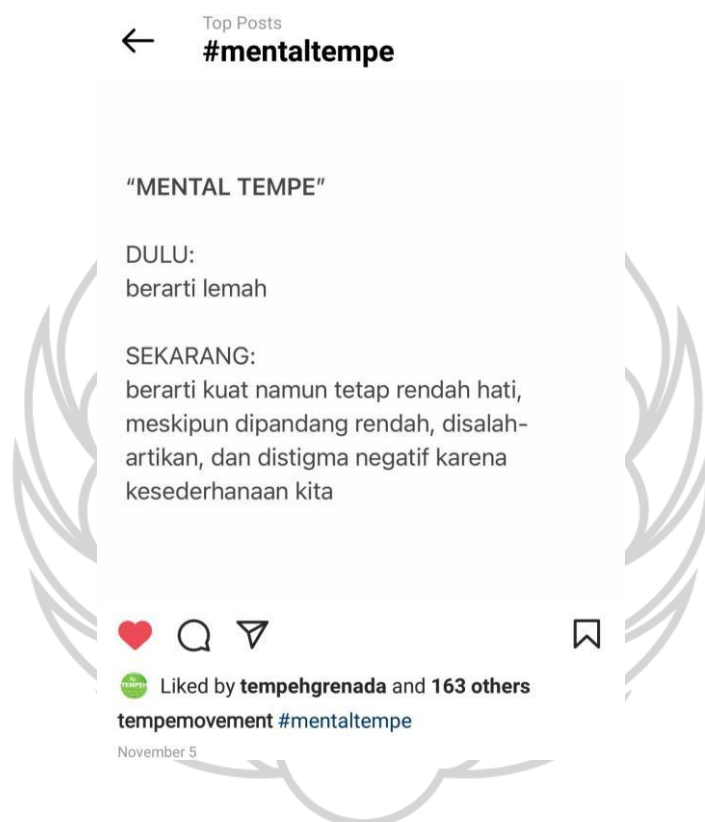 Top Posts
#mentaltempe
“MENTAL TEMPE”
DULU:
berarti lemah
SEKARANG:
berarti kuat namun tetap rendah hati,
meskipun dipandang rendah, disalah-
artikan, dan distigma negatif karena
kesederhanaan kita
Liked by tempehgrenada and 163 others
tempemovement #mentaltempe
November 5